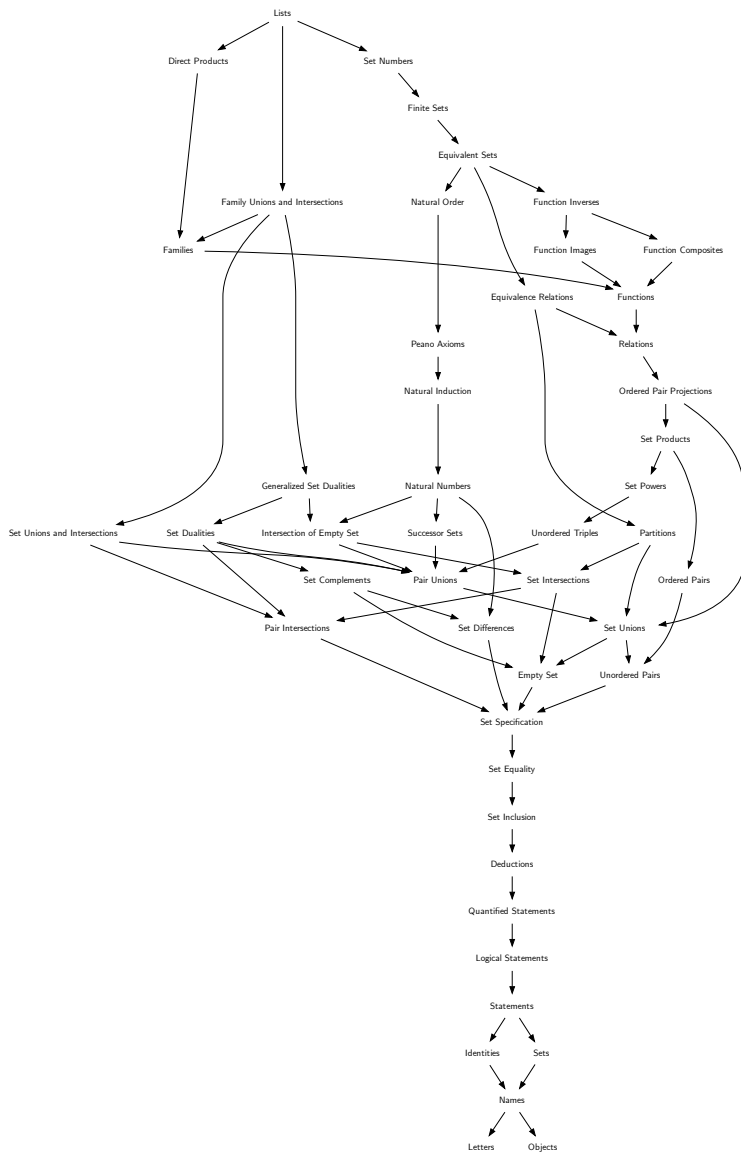 Lists
Direct Products
Set Numbers
Finite Sets
Equivalent Sets
Family Unions and Intersections
Natural Order
Function Inverses
Families
Function Images
Function Composites
Equivalence Relations
Functions
Peano Axioms
Relations
Natural Induction
Ordered Pair Projections
Set Products
Generalized Set Dualities
Natural Numbers
Set Powers
Set Unions and Intersections
Set Dualities
Intersection of Empty Set
Successor Sets
Unordered Triples
Partitions
Set Complements
Pair Unions
Set Intersections
Ordered Pairs
Pair Intersections
Set Differences
Set Unions
Empty Set
Unordered Pairs
Set Specification
Set Equality
Set Inclusion
Deductions
Quantified Statements
Logical Statements
Statements
Identities
Sets
Names
Letters
Objects